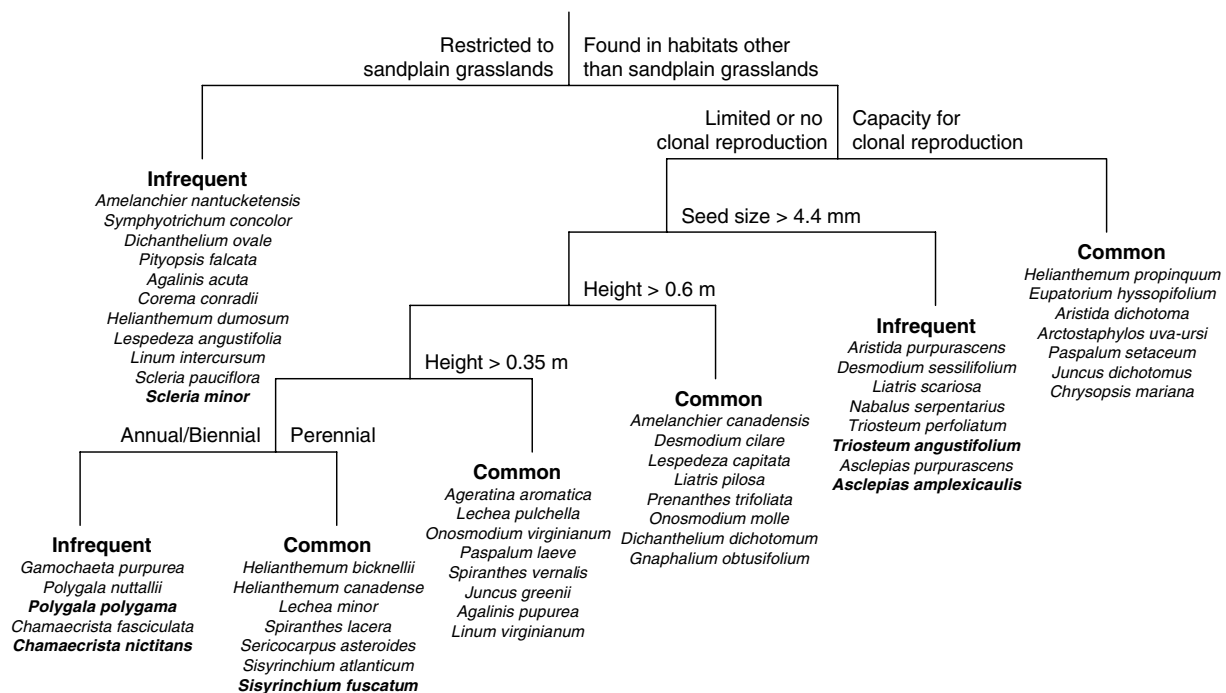 Restricted to
sandplain grasslands
Found in habitats other
than sandplain grasslands
Limited or no
clonal reproduction
Capacity for
clonal reproduction
Infrequent
Amelanchier nantucketensis
Symphyotrichum concolor
Dichanthelium ovale
Pityopsis falcata
Agalinis acuta
Corema conradii
Helianthemum dumosum
Lespedeza angustifolia
Linum intercursum
Scleria pauciflora
Scleria minor
Seed size > 4.4 mm
Common
Helianthemum propinquum
Eupatorium hyssopifolium
Aristida dichotoma
Arctostaphylos uva-ursi
Paspalum setaceum
Juncus dichotomus
Chrysopsis mariana
Height > 0.6 m
Infrequent
Aristida purpurascens
Desmodium sessilifolium
Liatris scariosa
Nabalus serpentarius
Triosteum perfoliatum
Triosteum angustifolium
Asclepias purpurascens
Asclepias amplexicaulis
Height > 0.35 m
Common
Amelanchier canadensis
Desmodium cilare
Lespedeza capitata
Liatris pilosa
Prenanthes trifoliata
Onosmodium molle
Dichanthelium dichotomum
Gnaphalium obtusifolium
Annual/Biennial
Perennial
Common
Ageratina aromatica
Lechea pulchella
Onosmodium virginianum
Paspalum laeve
Spiranthes vernalis
Juncus greenii
Agalinis pupurea
Linum virginianum
Infrequent
Gamochaeta purpurea
Polygala nuttallii
Polygala polygama
Chamaecrista fasciculata
Chamaecrista nictitans
Common
Helianthemum bicknellii
Helianthemum canadense
Lechea minor
Spiranthes lacera
Sericocarpus asteroides
Sisyrinchium atlanticum
Sisyrinchium fuscatum